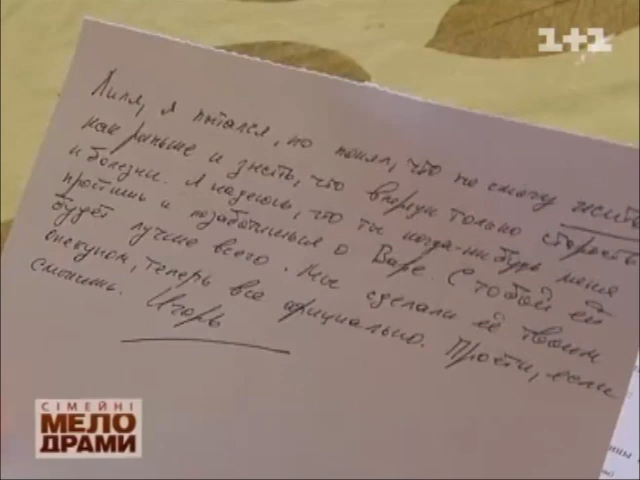 1+1
Лиля, я пытался, но понял, что не смогу жить
как раньше и знать, что впереди только старость
и болезни. Я надеюсь, что ты когда-нибудь меня
простишь и позаботишься о Варе. С тобой ей
будет лучше всего. Мы сделали её твоим
опекуном, теперь все официально. Прости, если
сможешь. Игорь
СІМЕЙНІ
МЕЛО
ДРАМИ